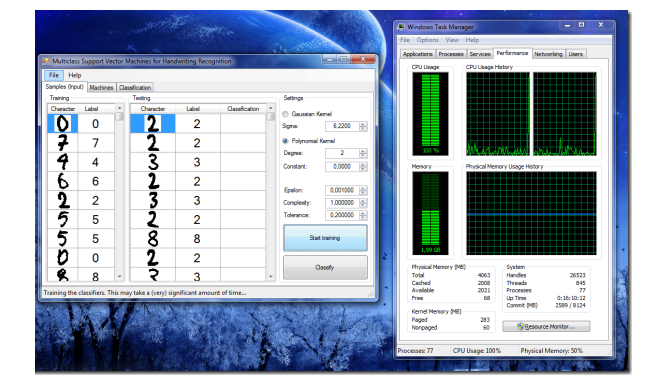 Multiclass Support Vector Machines for Handwriting Recognition
File Help
Samples (Input) Machines Classification
Training Testing Settings
Character Label Character Label Classification
0 0 2 2
7 7 2 2
4 4 3 3
6 6 2 2
2 2 3 3
5 5 2 2
5 5 8 8
0 0 2 2
8 8 3 3
Gaussian Kernel
Sigma: 6,2200
Polynomial Kernel
Degree: 2
Constant: 0,0000
Epsilon: 0,001000
Complexity: 1,000000
Tolerance: 0,200000
Start training
Classify
Training the classifiers. This may take a (very) significant amount of time...
Windows Task Manager
File Options View Help
Applications Processes Services Performance Networking Users
CPU Usage CPU Usage History
100 %
Memory Physical Memory Usage History
1,99 GB
Physical Memory (MB)
Total 4063
Cached 2008
Available 2021
Free 68
Kernel Memory (MB)
Paged 283
Nonpaged 60
System
Handles 26523
Threads 845
Processes 77
Up Time 0:16:10:12
Commit (MB) 2589 / 8124
Resource Monitor...
Processes: 77 CPU Usage: 100% Physical Memory: 50%